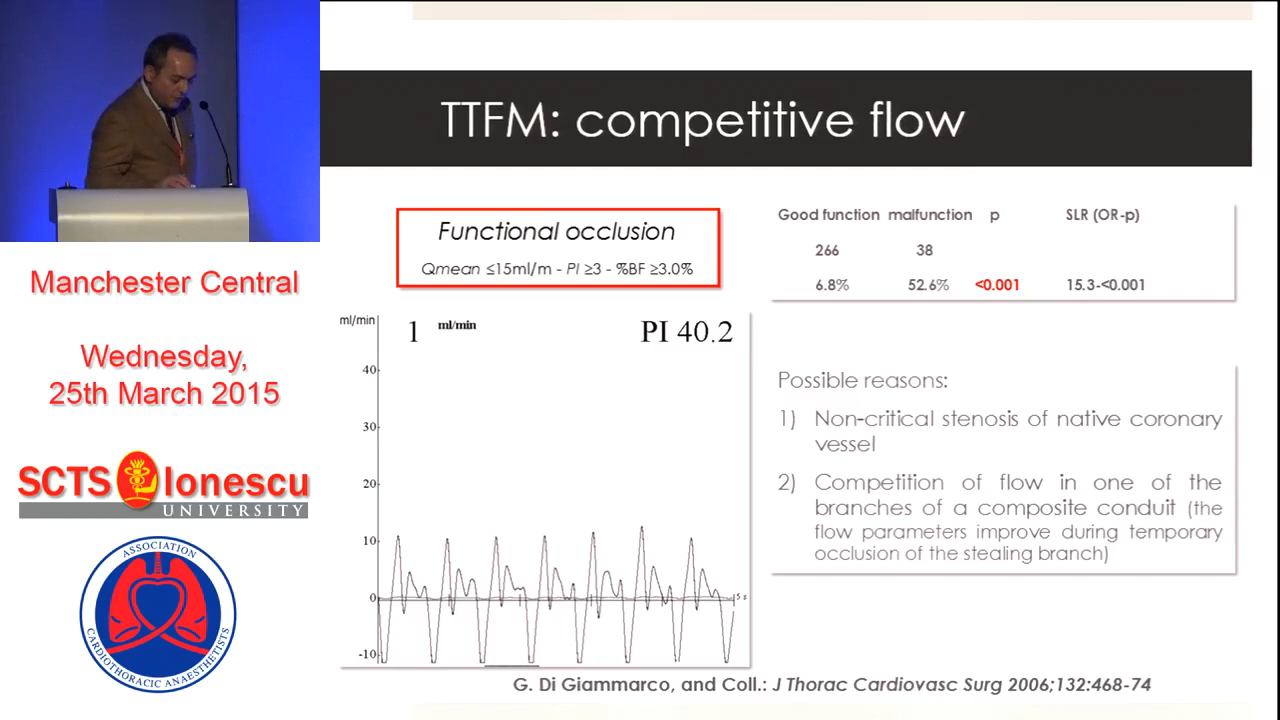 TTFM: competitive flow
Functional occlusion
Qmean ≤15ml/m - PI ≥3 - %BF ≥3.0%
Good function malfunction p SLR (OR-p)
266 38
6.8% 52.6% <0.001 15.3-<0.001
ml/min 1 ml/min PI 40.2
40
30
20
10
0
5 s
-10
Possible reasons:
1) Non-critical stenosis of native coronary
vessel
2) Competition of flow in one of the
branches of a composite conduit (the
flow parameters improve during temporary
occlusion of the stealing branch)
G. Di Giammarco, and Coll.: J Thorac Cardiovasc Surg 2006;132:468-74
Manchester Central
Wednesday,
25th March 2015
SCTS Ionescu
UNIVERSITY
ASSOCIATION
CARDIOTHORACIC ANAESTHETISTS